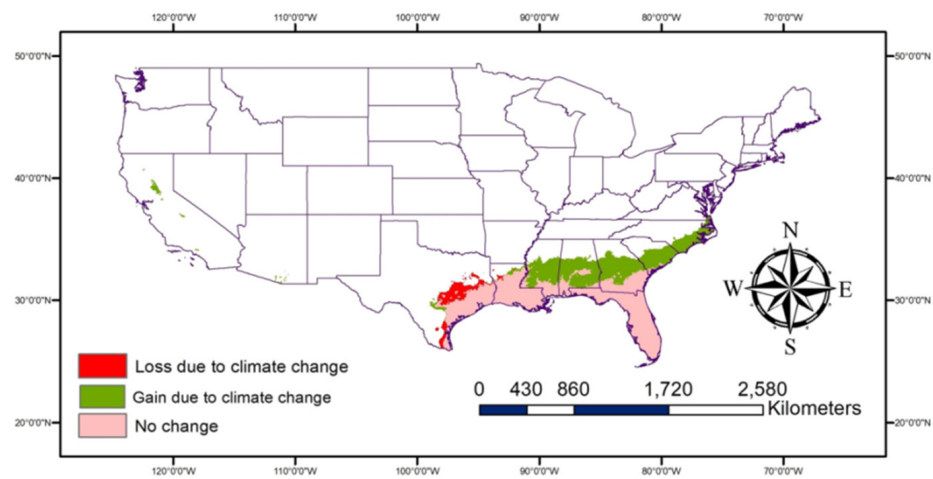 120°0'0"W 110°0'0"W 100°0'0"W 90°0'0"W 80°0'0"W 70°0'0"W
50°0'0"N 50°0'0"N
40°0'0"N 40°0'0"N
N
W E
30°0'0"N 30°0'0"N
S
Loss due to climate change
0 430 860 1,720 2,580
Gain due to climate change
Kilometers
No change
20°0'0"N 20°0'0"N
120°0'0"W 110°0'0"W 100°0'0"W 90°0'0"W 80°0'0"W 70°0'0"W